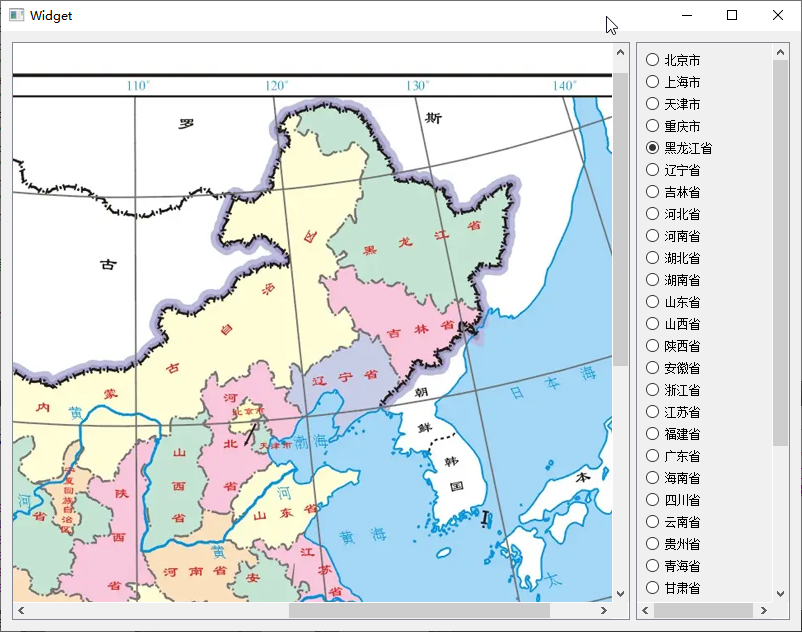 Widget
110°
120°
130°
140°
罗
斯
古
区
黑龙江省
治
自
吉林省
古
辽宁省
蒙
内
黄
河
北
省
北京市
天津市
渤海
朝
鲜
韩
国
日本海
本
山
西
省
宁夏回族自治区
陕
西
省
河
省
河
山东省
黄海
黄
河南省
安
江
苏
省
太
北京市
上海市
天津市
重庆市
黑龙江省
辽宁省
吉林省
河北省
河南省
湖北省
湖南省
山东省
山西省
陕西省
安徽省
浙江省
江苏省
福建省
广东省
海南省
四川省
云南省
贵州省
青海省
甘肃省